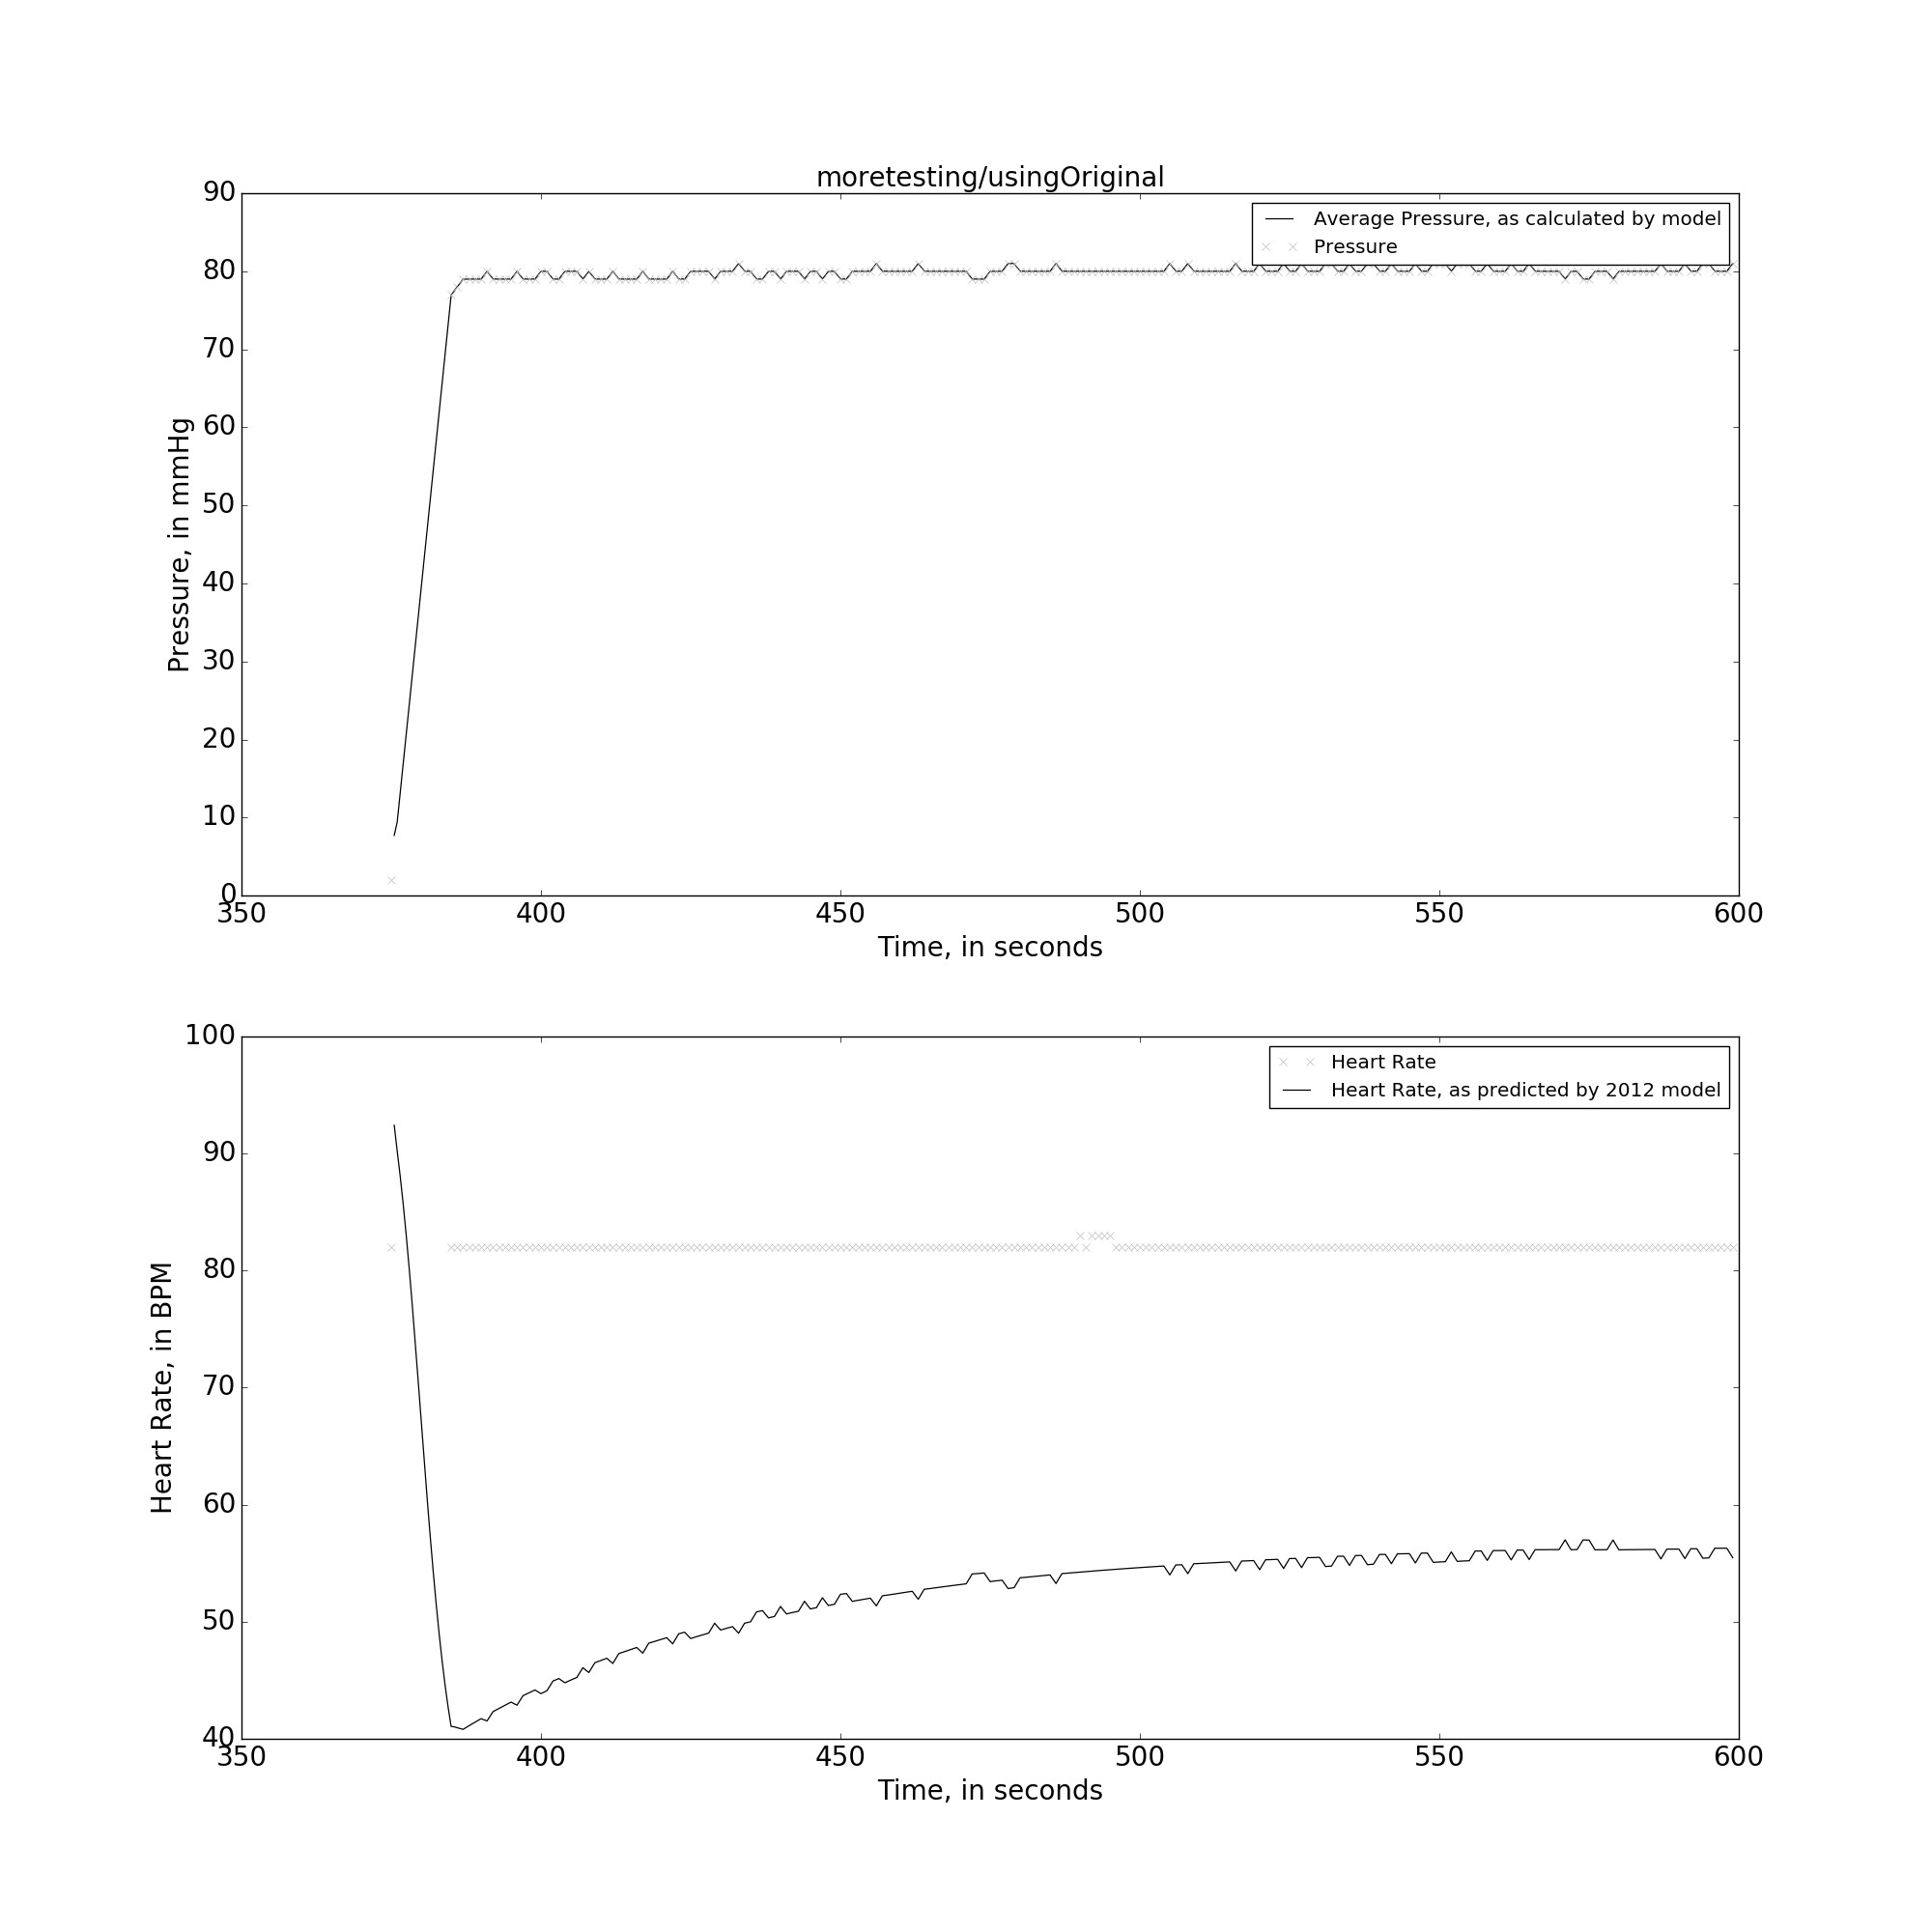 moretesting/usingOriginal
90
80
70
60
50
40
30
20
10
0
Pressure, in mmHg
Average Pressure, as calculated by model
Pressure
350 400 450 500 550 600
Time, in seconds
100
90
80
70
60
50
40
Heart Rate, in BPM
Heart Rate
Heart Rate, as predicted by 2012 model
350 400 450 500 550 600
Time, in seconds